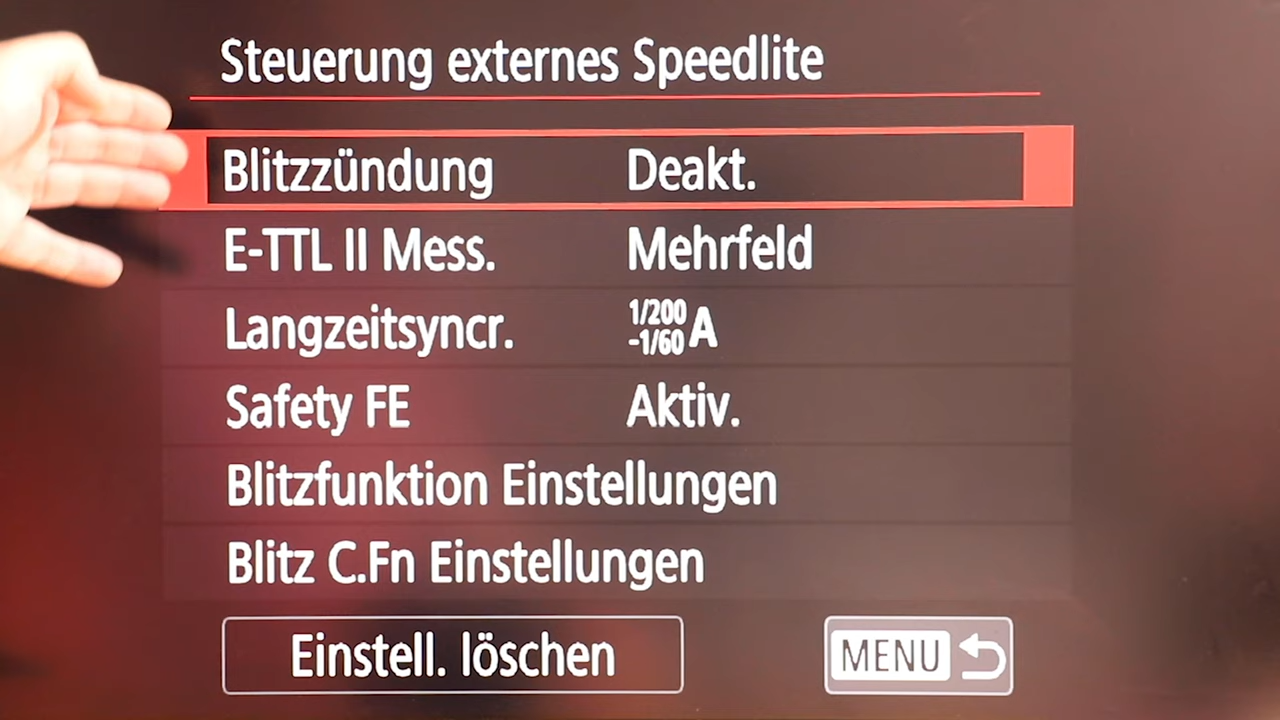 Steuerung externes Speedlite
Blitzzündung Deakt.
E-TTL II Mess. Mehrfeld
Langzeitsyncr. 1/200-1/60 A
Safety FE Aktiv.
Blitzfunktion Einstellungen
Blitz C.Fn Einstellungen
Einstell. löschen MENU